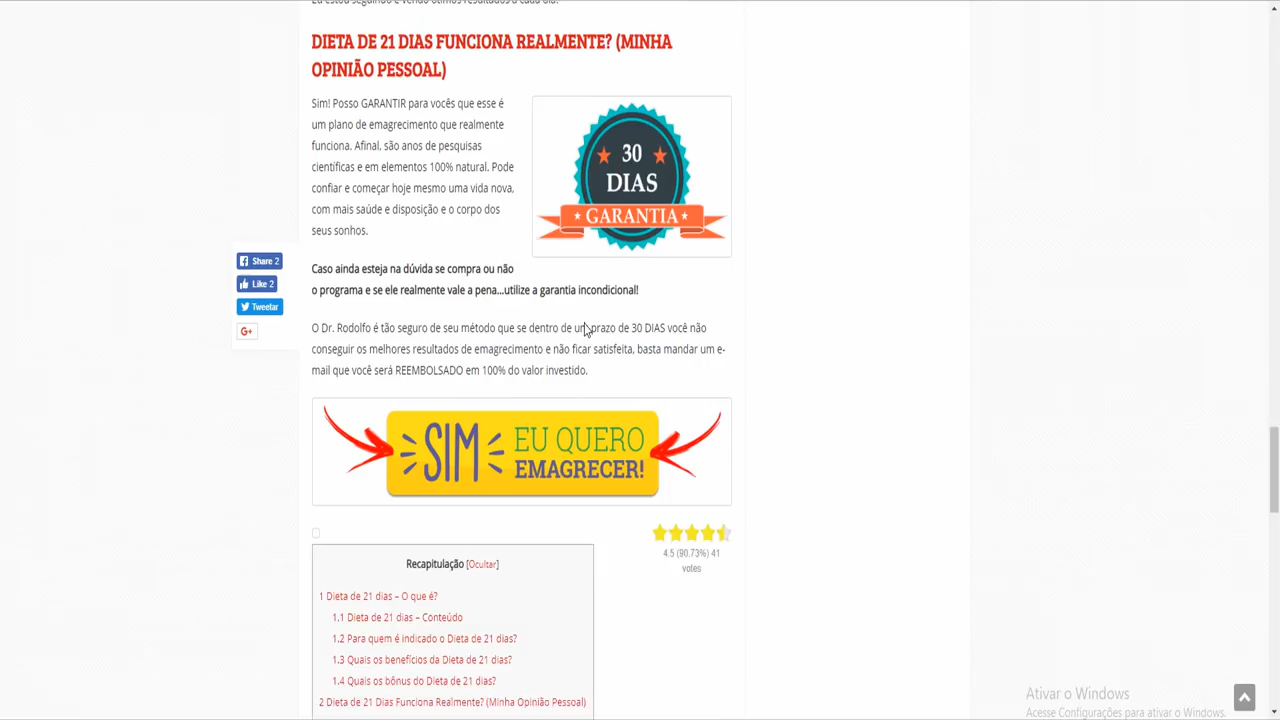 Eu estou seguindo e vendo ótimos resultados a cada dia!
DIETA DE 21 DIAS FUNCIONA REALMENTE? (MINHA
OPINIÃO PESSOAL)
Sim! Posso GARANTIR para vocês que esse é
um plano de emagrecimento que realmente
funciona. Afinal, são anos de pesquisas
científicas e em elementos 100% natural. Pode
confiar e começar hoje mesmo uma vida nova,
com mais saúde e disposição e o corpo dos
seus sonhos.
30
DIAS
GARANTIA
Share 2
Like 2
Tweetar
G+
Caso ainda esteja na dúvida se compra ou não
o programa e se ele realmente vale a pena...utilize a garantia incondicional!
O Dr. Rodolfo é tão seguro de seu método que se dentro de um prazo de 30 DIAS você não
conseguir os melhores resultados de emagrecimento e não ficar satisfeita, basta mandar um e-
mail que você será REEMBOLSADO em 100% do valor investido.
SIM EU QUERO
EMAGRECER!
4.5 (90.73%) 41
votes
Recapitulação [Ocultar]
1 Dieta de 21 dias – O que é?
1.1 Dieta de 21 dias – Conteúdo
1.2 Para quem é indicado o Dieta de 21 dias?
1.3 Quais os benefícios da Dieta de 21 dias?
1.4 Quais os bônus do Dieta de 21 dias?
2 Dieta de 21 Dias Funciona Realmente? (Minha Opinião Pessoal)
Ativar o Windows
Acesse Configurações para ativar o Windows.